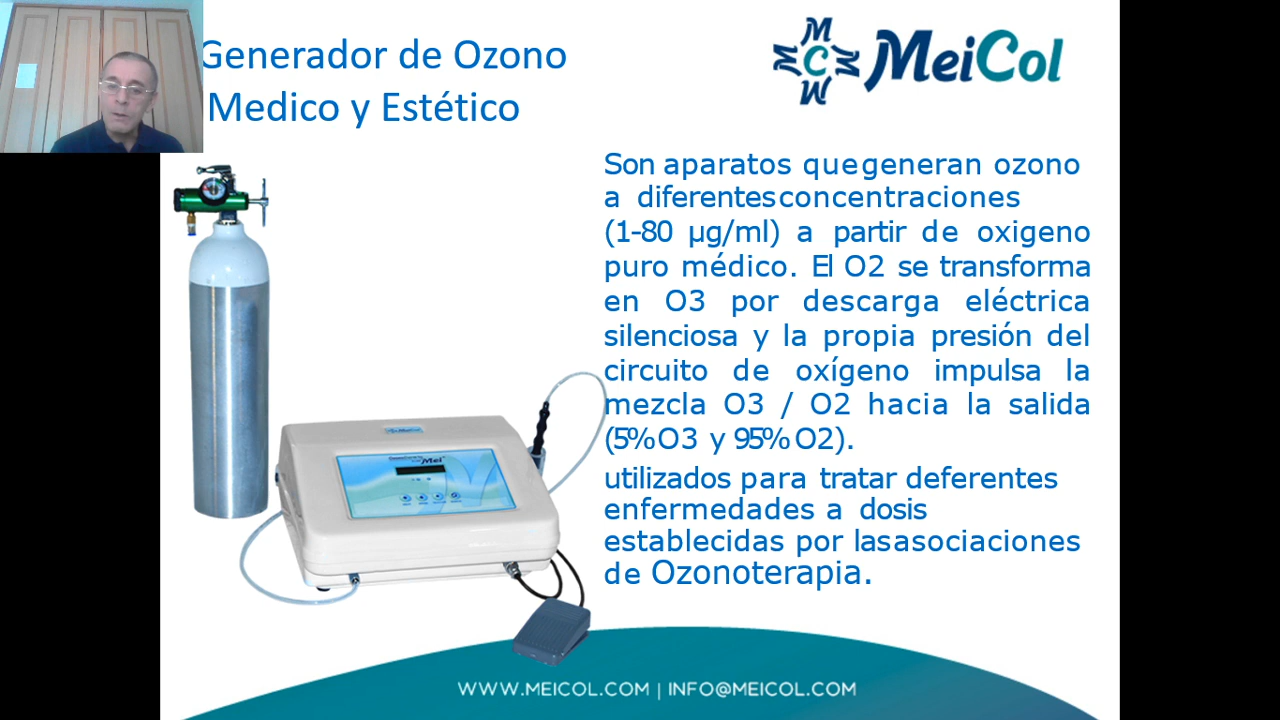 Generador de Ozono
Medico y Estético
MeiCol
Son aparatos que generan ozono
a diferentes concentraciones
(1-80 µg/ml) a partir de oxigeno
puro médico. El O2 se transforma
en O3 por descarga eléctrica
silenciosa y la propia presión del
circuito de oxígeno impulsa la
mezcla O3 / O2 hacia la salida
(5% O3 y 95% O2).
utilizados para tratar deferentes
enfermedades a dosis
establecidas por las asociaciones
de Ozonoterapia.
MeiCol
Mei
WWW.MEICOL.COM | INFO@MEICOL.COM